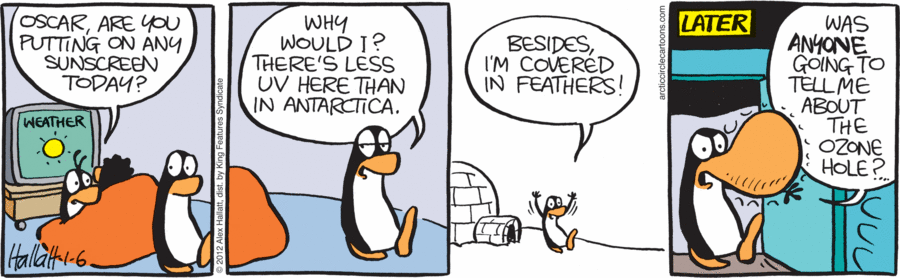 OSCAR, ARE YOU
PUTTING ON ANY
SUNSCREEN
TODAY?
WEATHER
Hallatt-1-6
WHY
WOULD I?
THERE'S LESS
UV HERE THAN
IN ANTARCTICA.
© 2012 Alex Hallatt, dist. by King Features Syndicate
BESIDES,
I'M COVERED
IN FEATHERS!
arcticcirclecartoons.com
LATER
WAS
ANYONE
GOING TO
TELL ME
ABOUT
THE
OZONE
HOLE?....